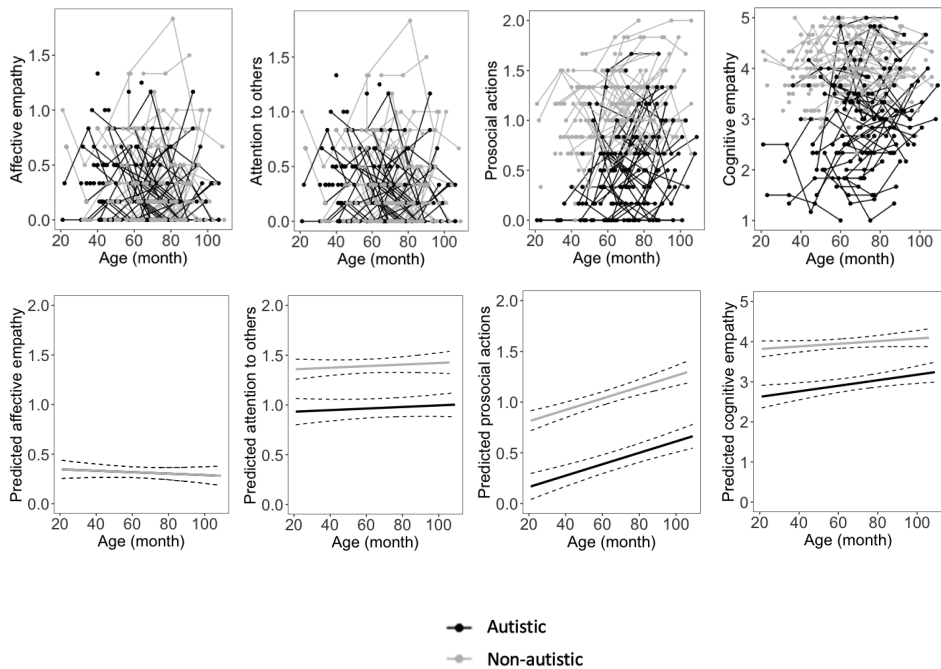 Affective empathy
1.5
1.0
0.5
0.0
20 40 60 80 100
Age (month)
Attention to others
1.5
1.0
0.5
0.0
20 40 60 80 100
Age (month)
Prosocial actions
2.0
1.5
1.0
0.5
0.0
20 40 60 80 100
Age (month)
Cognitive empathy
5
4
3
2
1
20 40 60 80 100
Age (month)
Predicted affective empathy
2.0
1.5
1.0
0.5
0.0
20 40 60 80 100
Age (month)
Predicted attention to others
2.0
1.5
1.0
0.5
0.0
20 40 60 80 100
Age (month)
Predicted prosocial actions
2.0
1.5
1.0
0.5
0.0
20 40 60 80 100
Age (month)
Predicted cognitive empathy
5
4
3
2
0
20 40 60 80 100
Age (month)
Autistic
Non-autistic